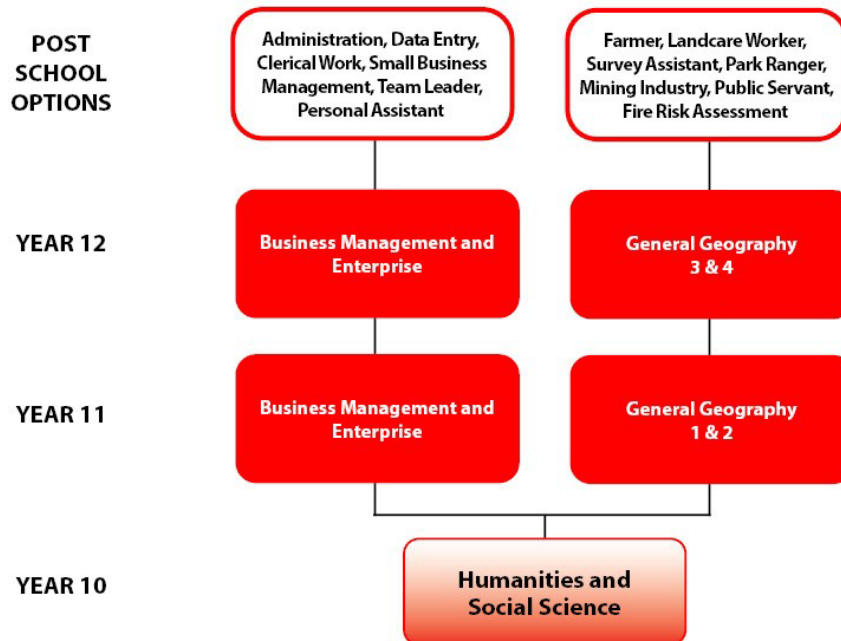 POST
SCHOOL
OPTIONS
Administration, Data Entry,
Clerical Work, Small Business
Management, Team Leader,
Personal Assistant
Farmer, Landcare Worker,
Survey Assistant, Park Ranger,
Mining Industry, Public Servant,
Fire Risk Assessment
YEAR 12
Business Management and
Enterprise
General Geography
3 & 4
YEAR 11
Business Management and
Enterprise
General Geography
1 & 2
YEAR 10
Humanities and
Social Science